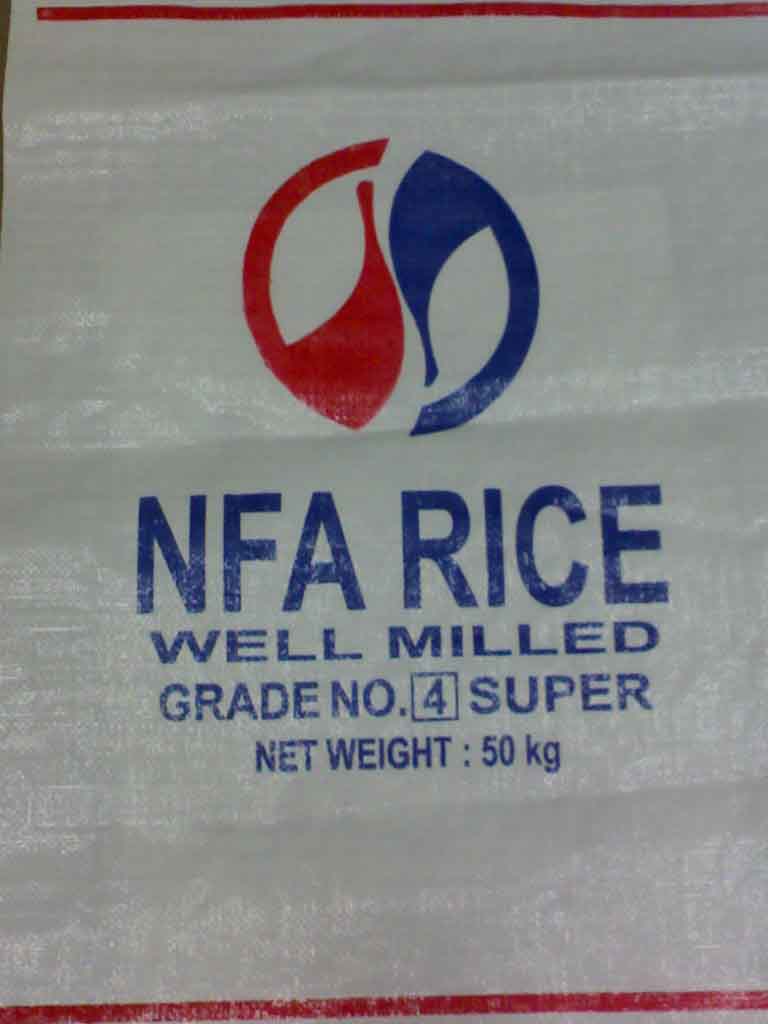 NFA RICE
WELL MILLED
GRADE NO. 4 SUPER
NET WEIGHT : 50 kg